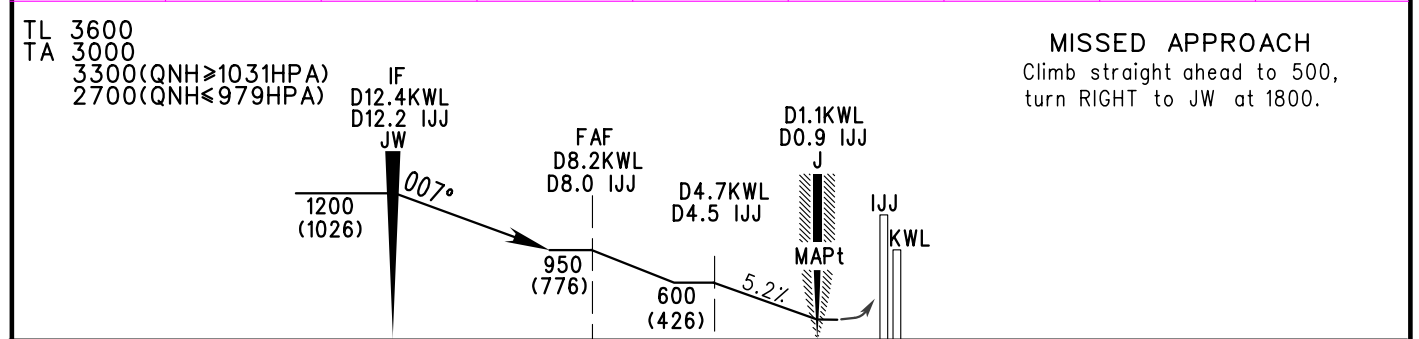 TL 3600
TA 3000
3300(QNH≥1031HPA)
2700(QNH≤979HPA)
IF
D12.4KWL
D12.2 IJJ
JW
007°
1200
(1026)
FAF
D8.2KWL
D8.0 IJJ
950
(776)
D4.7KWL
D4.5 IJJ
600
(426)
5.2%
D1.1KWL
D0.9 IJJ
J
MAPt
IJJ
KWL
MISSED APPROACH
Climb straight ahead to 500,
turn RIGHT to JW at 1800.